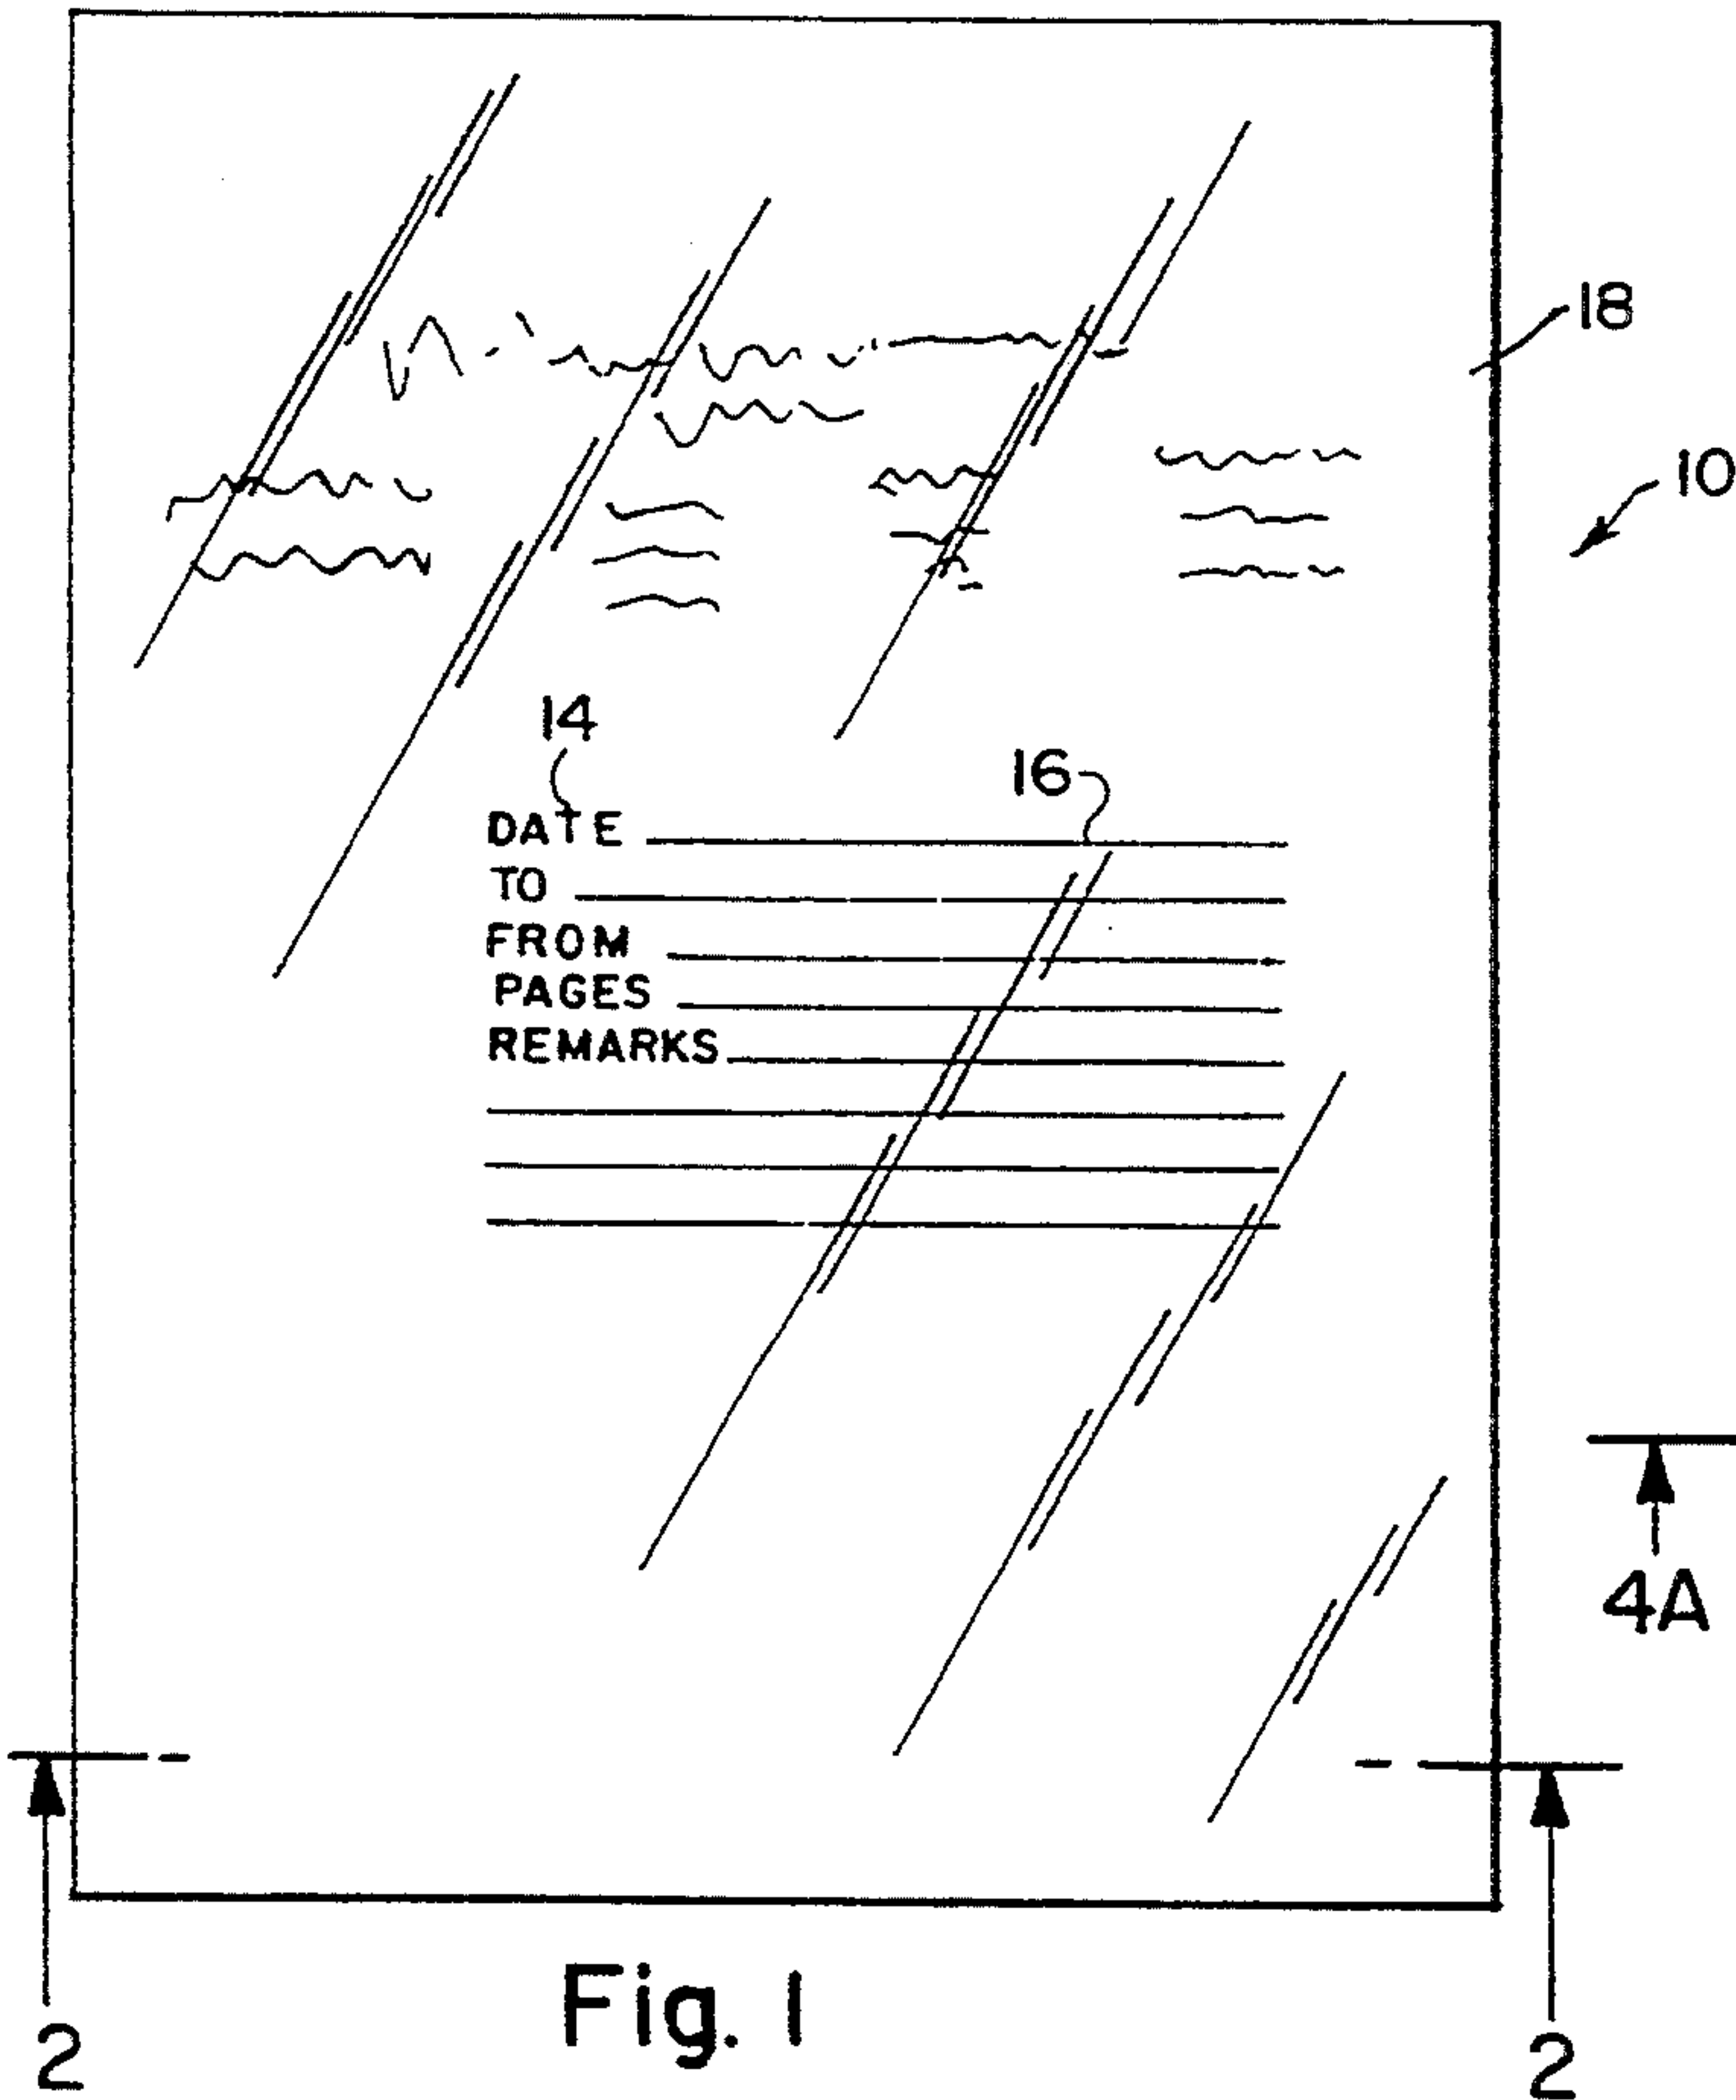 18
10
14
16
DATE
TO
FROM
PAGES
REMARKS
4A
2
2
Fig. 1